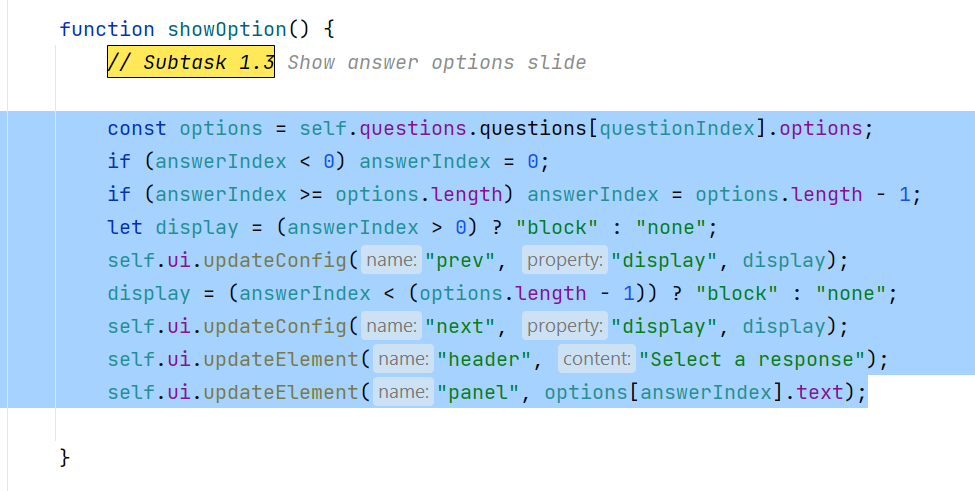 function showOption() {
// Subtask 1.3 Show answer options slide
const options = self.questions.questions[questionIndex].options;
if (answerIndex < 0) answerIndex = 0;
if (answerIndex >= options.length) answerIndex = options.length - 1;
let display = (answerIndex > 0) ? "block" : "none";
self.ui.updateConfig( name: "prev", property: "display", display);
display = (answerIndex < (options.length - 1)) ? "block" : "none";
self.ui.updateConfig( name: "next", property: "display", display);
self.ui.updateElement( name: "header", content: "Select a response");
self.ui.updateElement( name: "panel", options[answerIndex].text);
}